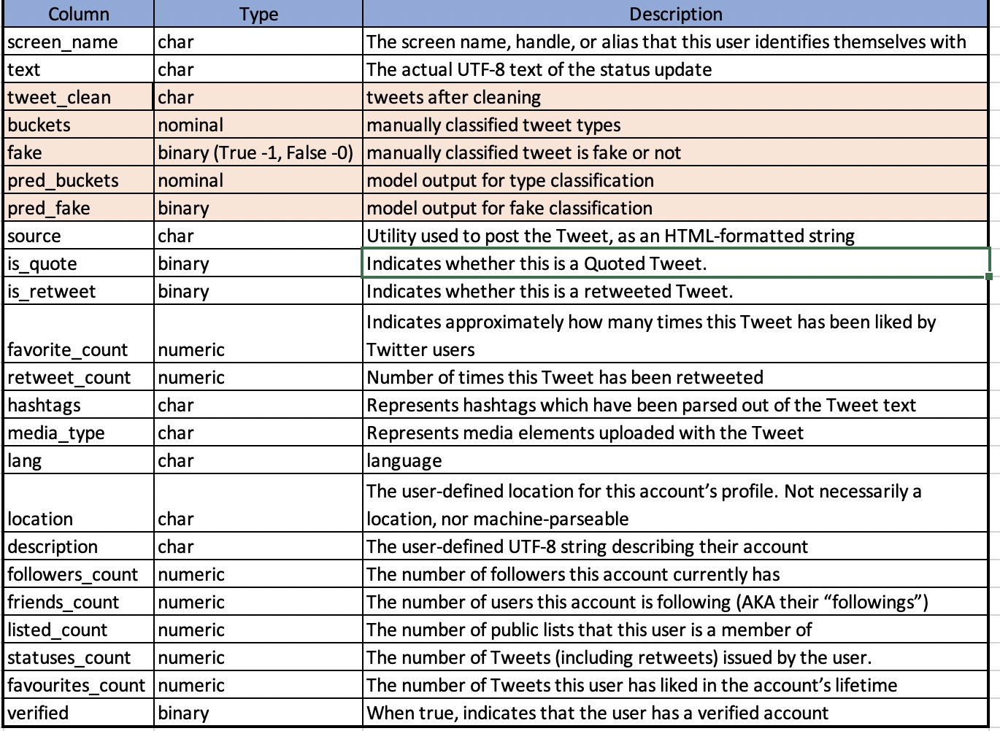 Column Type Description
screen_name char The screen name, handle, or alias that this user identifies themselves with
text char The actual UTF-8 text of the status update
tweet_clean char tweets after cleaning
buckets nominal manually classified tweet types
fake binary (True -1, False -0) manually classified tweet is fake or not
pred_buckets nominal model output for type classification
pred_fake binary model output for fake classification
source char Utility used to post the Tweet, as an HTML-formatted string
is_quote binary Indicates whether this is a Quoted Tweet.
is_retweet binary Indicates whether this is a retweeted Tweet.
Indicates approximately how many times this Tweet has been liked by
favorite_count numeric Twitter users
retweet_count numeric Number of times this Tweet has been retweeted
hashtags char Represents hashtags which have been parsed out of the Tweet text
media_type char Represents media elements uploaded with the Tweet
lang char language
The user-defined location for this account’s profile. Not necessarily a
location char location, nor machine-parseable
description char The user-defined UTF-8 string describing their account
followers_count numeric The number of followers this account currently has
friends_count numeric The number of users this account is following (AKA their “followings”)
listed_count numeric The number of public lists that this user is a member of
statuses_count numeric The number of Tweets (including retweets) issued by the user.
favourites_count numeric The number of Tweets this user has liked in the account’s lifetime
verified binary When true, indicates that the user has a verified account